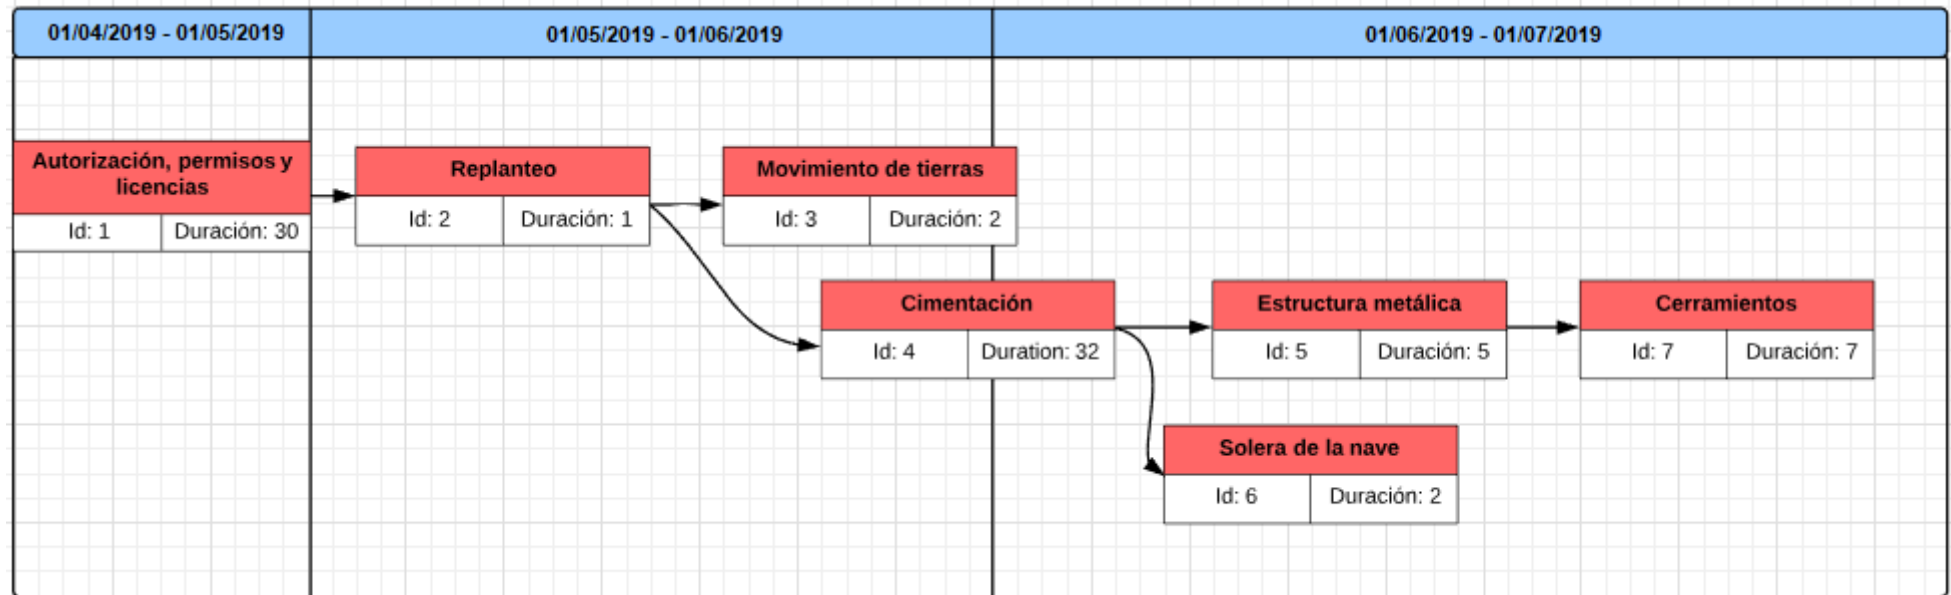 01/04/2019 - 01/05/2019
01/05/2019 - 01/06/2019
01/06/2019 - 01/07/2019
Autorización, permisos y
licencias
Id: 1
Duración: 30
Replanteo
Id: 2
Duración: 1
Movimiento de tierras
Id: 3
Duración: 2
Cimentación
Id: 4
Duration: 32
Estructura metálica
Id: 5
Duración: 5
Cerramientos
Id: 7
Duración: 7
Solera de la nave
Id: 6
Duración: 2